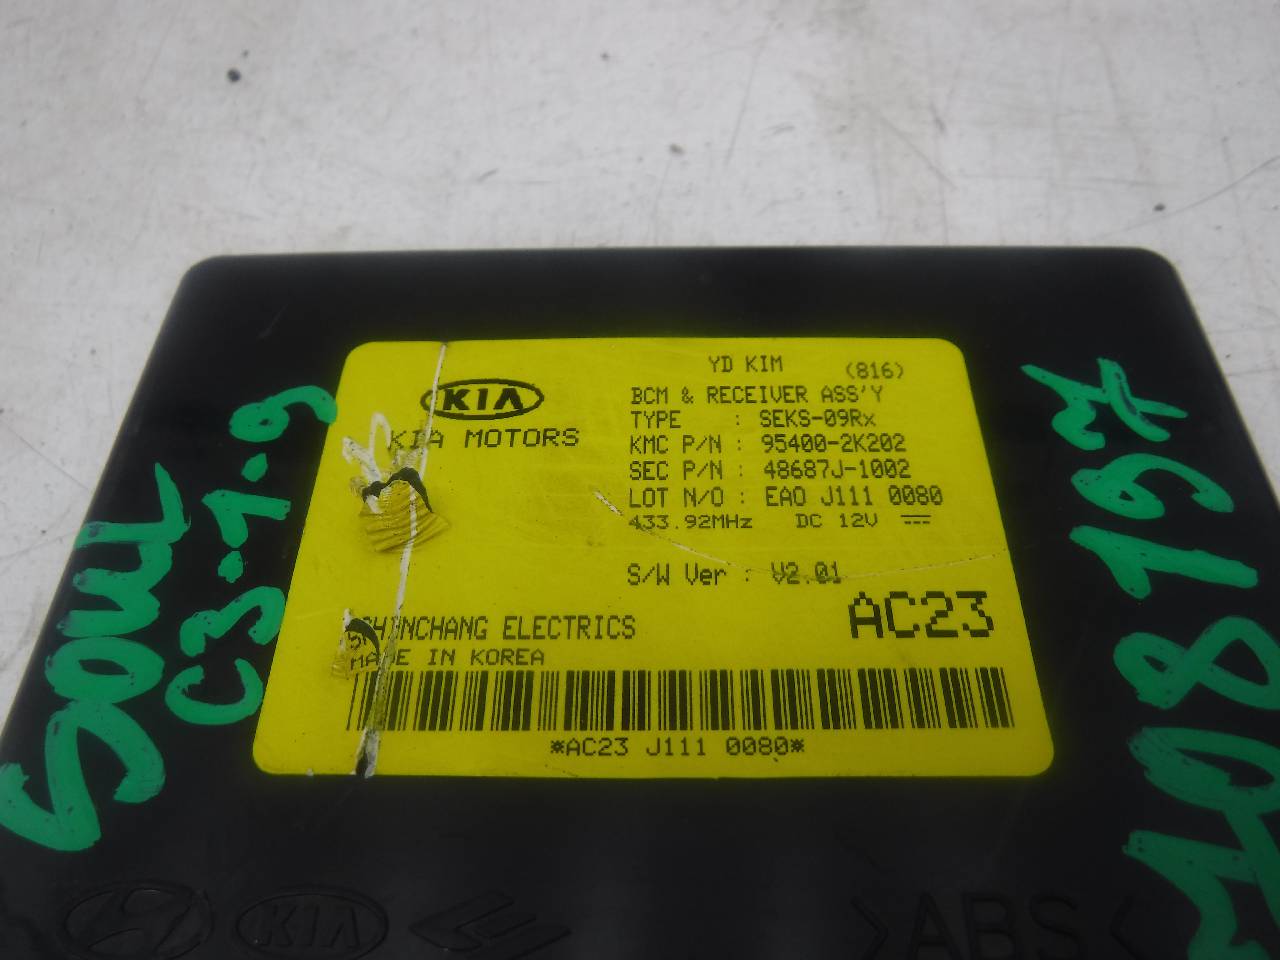 YD KIM (816)
KIA
BCM & RECEIVER ASS'Y
KIA MOTORS
TYPE : SEKS-09Rx
KMC P/N : 95400-2K202
SEC P/N : 48687J-1002
LOT N/O : EAO J111 0080
433.92MHz DC 12V
S/W Ver : V2.01
AC23
SHINCHANG ELECTRICS
MADE IN KOREA
*AC23 J111 0080*
SOUL
C3-1-9
KIA
>ABS<